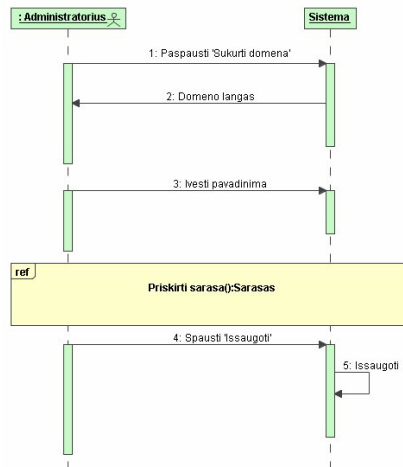 : Administratorius
Sistema
1: Paspausti 'Sukurti domena'
2: Domeno langas
3: Ivesti pavadinima
ref
Priskirti sarasa():Sarasas
4: Spausti 'Issaugoti'
5: Issaugoti